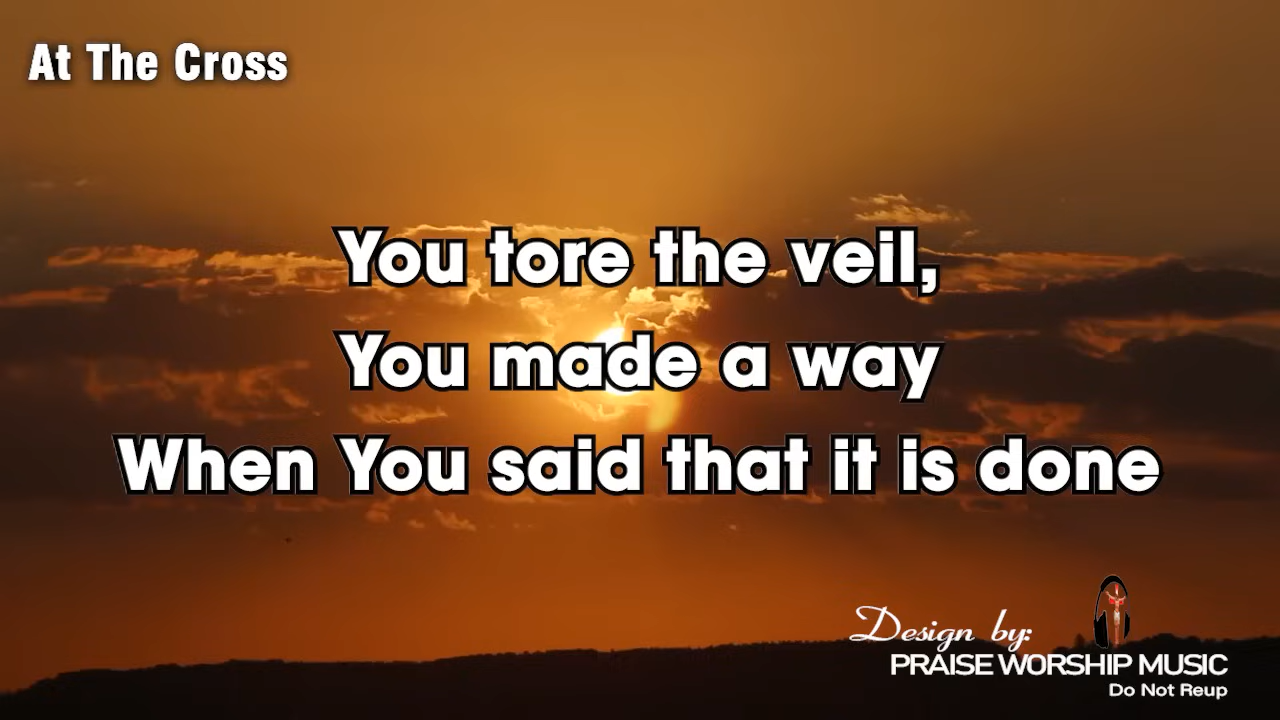 At The Cross
You tore the veil,
You made a way
When You said that it is done
Design by:
PRAISE WORSHIP MUSIC
Do Not Reup